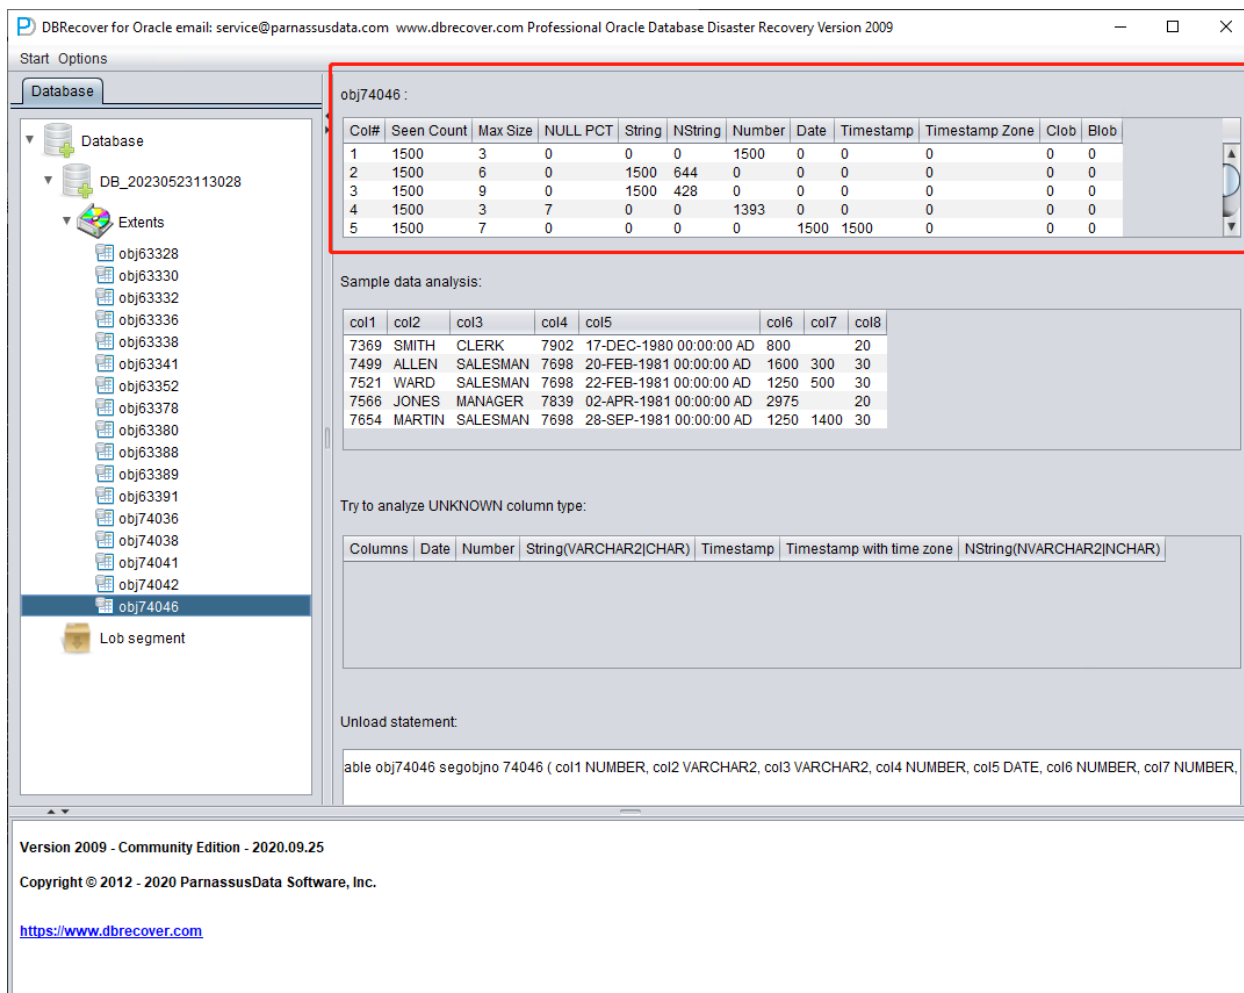 DBRecover for Oracle email: service@parnassusdata.com www.dbrecover.com Professional Oracle Database Disaster Recovery Version 2009
Start Options
Database
Database
DB_20230523113028
Extents
obj63328
obj63330
obj63332
obj63336
obj63338
obj63341
obj63352
obj63378
obj63380
obj63388
obj63389
obj63391
obj74036
obj74038
obj74041
obj74042
obj74046
Lob segment
obj74046 :
Col# Seen Count Max Size NULL PCT String NString Number Date Timestamp Timestamp Zone Clob Blob
1 1500 3 0 0 0 1500 0 0 0 0 0
2 1500 6 0 1500 644 0 0 0 0 0 0
3 1500 9 0 1500 428 0 0 0 0 0 0
4 1500 3 7 0 0 1393 0 0 0 0 0
5 1500 7 0 0 0 0 1500 1500 0 0 0
Sample data analysis:
col1 col2 col3 col4 col5 col6 col7 col8
7369 SMITH CLERK 7902 17-DEC-1980 00:00:00 AD 800 20
7499 ALLEN SALESMAN 7698 20-FEB-1981 00:00:00 AD 1600 300 30
7521 WARD SALESMAN 7698 22-FEB-1981 00:00:00 AD 1250 500 30
7566 JONES MANAGER 7839 02-APR-1981 00:00:00 AD 2975 20
7654 MARTIN SALESMAN 7698 28-SEP-1981 00:00:00 AD 1250 1400 30
Try to analyze UNKNOWN column type:
Columns Date Number String(VARCHAR2|CHAR) Timestamp Timestamp with time zone NString(NVARCHAR2|NCHAR)
Unload statement:
able obj74046 segobjno 74046 ( col1 NUMBER, col2 VARCHAR2, col3 VARCHAR2, col4 NUMBER, col5 DATE, col6 NUMBER, col7 NUMBER,
Version 2009 - Community Edition - 2020.09.25
Copyright © 2012 - 2020 ParnassusData Software, Inc.
https://www.dbrecover.com